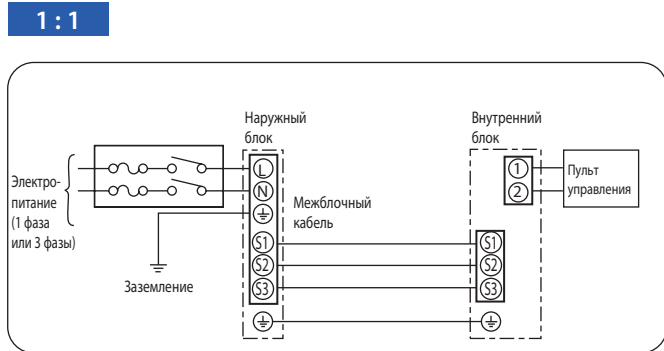 1 : 1
Наружный
блок
Внутренний
блок
Электро-
питание
(1 фаза
или 3 фазы)
L
N
S1
S2
S3
Межблочный
кабель
Заземление
1
2
S1
S2
S3
Пульт
управления